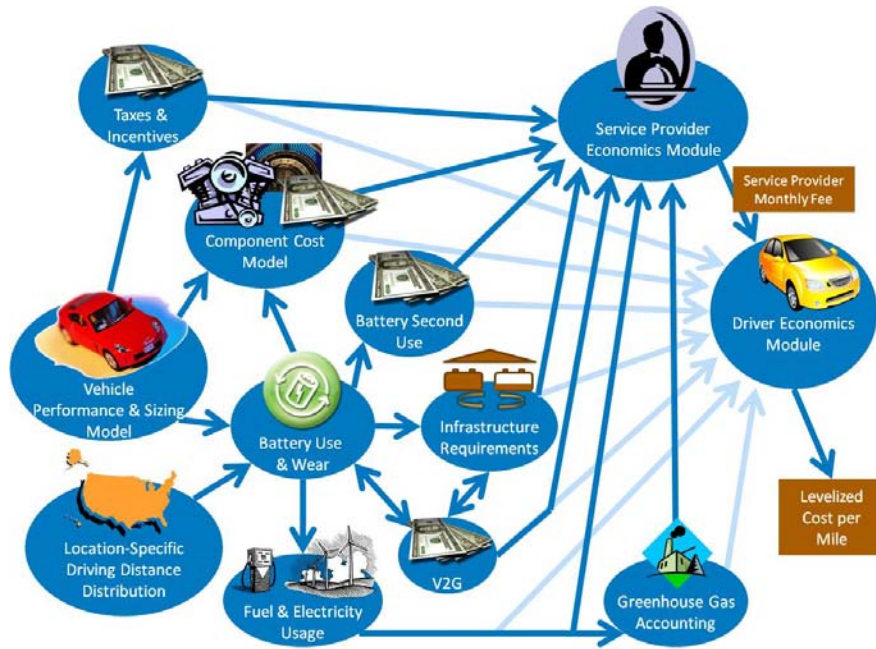 Taxes &
Incentives
Service Provider
Economics Module
Service Provider
Monthly Fee
Component Cost
Model
Battery Second
Use
Driver Economics
Module
Vehicle
Performance & Sizing
Model
Battery Use
& Wear
Infrastructure
Requirements
Levelized
Cost per
Mile
Location-Specific
Driving Distance
Distribution
V2G
Fuel & Electricity
Usage
Greenhouse Gas
Accounting